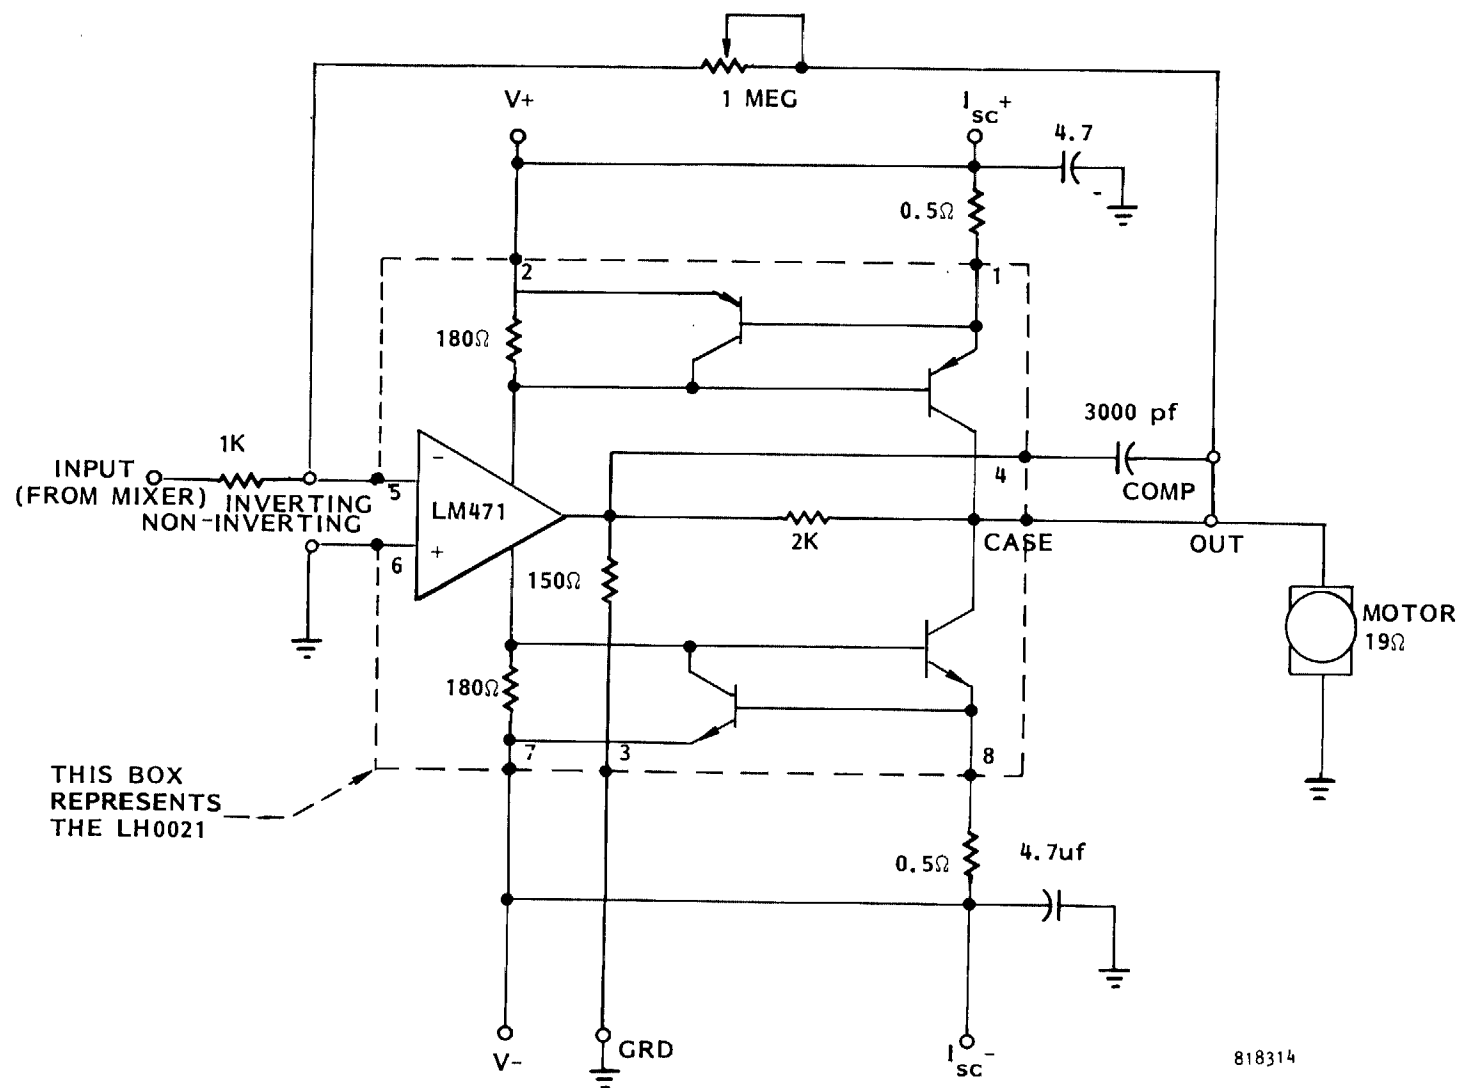 1 MEG
V+
I SC +
4.7
-
0.5Ω
2
1
180Ω
3000 pf
1K
INPUT
(FROM MIXER)
INVERTING
NON-INVERTING
5
-
LM471
+
6
4
COMP
2K
CASE
OUT
150Ω
MOTOR
19Ω
180Ω
7
3
8
THIS BOX
REPRESENTS
THE LH0021
0.5Ω
4.7uf
V-
GRD
I SC -
818314